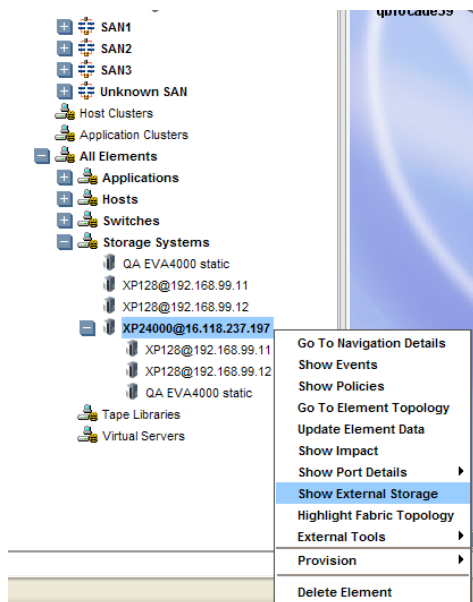 SAN1
SAN2
SAN3
Unknown SAN
Host Clusters
Application Clusters
All Elements
Applications
Hosts
Switches
Storage Systems
QA EVA4000 static
XP128@192.168.99.11
XP128@192.168.99.12
XP24000@16.118.237.197
XP128@192.168.99.11
XP128@192.168.99.12
QA EVA4000 static
Tape Libraries
Virtual Servers
Go To Navigation Details
Show Events
Show Policies
Go To Element Topology
Update Element Data
Show Impact
Show Port Details
Show External Storage
Highlight Fabric Topology
External Tools
Provision
Delete Element